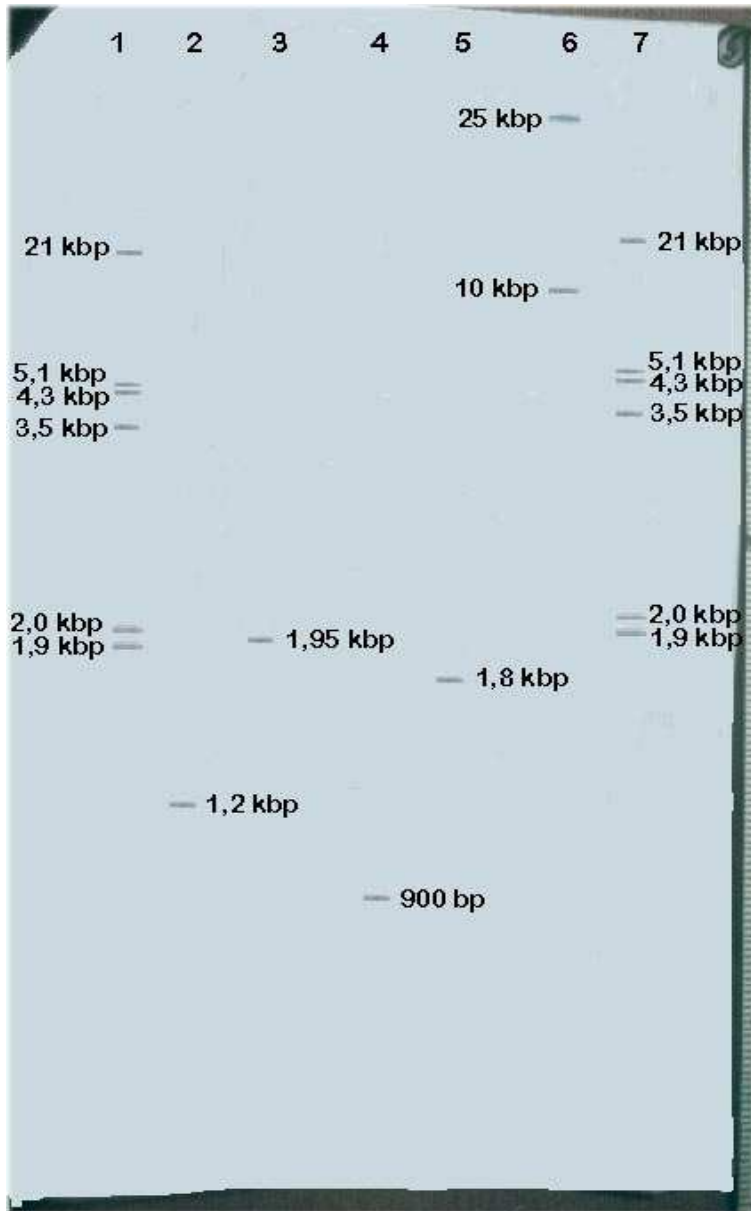 1 2 3 4 5 6 7
25 kbp
21 kbp
21 kbp
10 kbp
5,1 kbp
5,1 kbp
4,3 kbp
4,3 kbp
3,5 kbp
3,5 kbp
2,0 kbp
2,0 kbp
1,9 kbp
1,95 kbp
1,9 kbp
1,8 kbp
1,2 kbp
900 bp